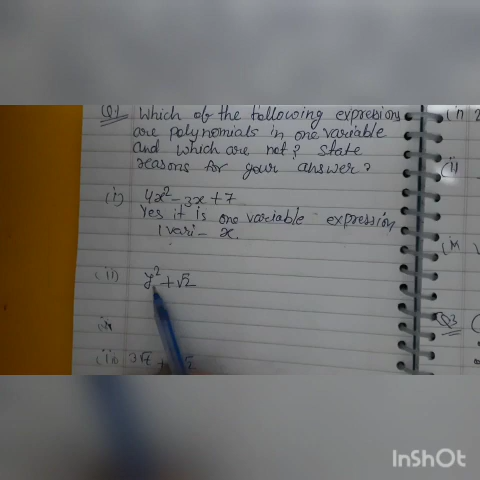 Q1 Which of the following expressions
are polynomials in one variable
and which are not? State
reasons for your answer?
(i) 4x² - 3x + 7
Yes it is one variable expression
1 vari - x.
(ii) y² + √2
(iii)
Q3
InShOt